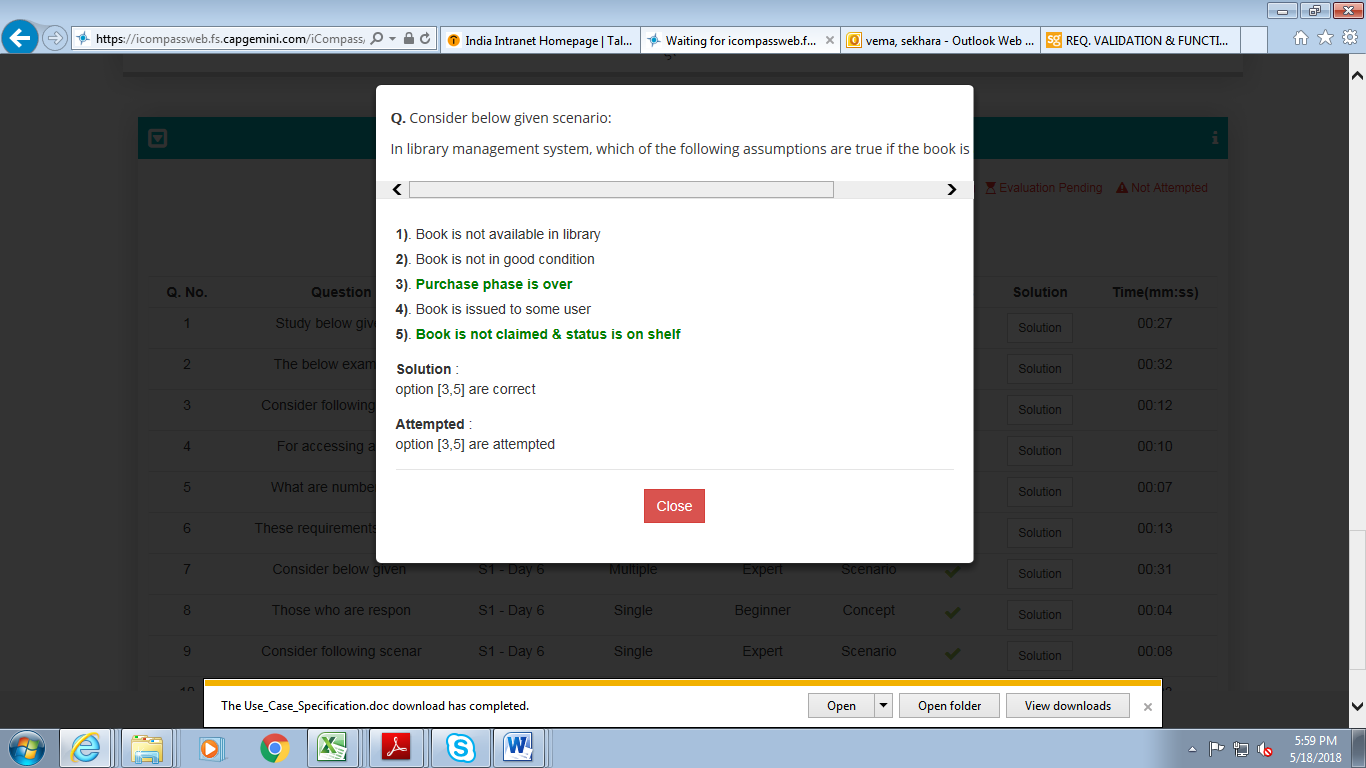 https://icompassweb.fs.capgemini.com/iCompass/
India Intranet Homepage | Tal...
Waiting for icompassweb.f...
vema, sekhara - Outlook Web ...
REQ. VALIDATION & FUNCTI...
Q. Consider below given scenario:
In library management system, which of the following assumptions are true if the book is
Evaluation Pending Not Attempted
1). Book is not available in library
2). Book is not in good condition
3). Purchase phase is over
4). Book is issued to some user
5). Book is not claimed & status is on shelf
Solution :
option [3,5] are correct
Attempted :
option [3,5] are attempted
Close
Q. No. Question Solution Time(mm:ss)
1 Study below giv Solution 00:27
2 The below exam Solution 00:32
3 Consider following Solution 00:12
4 For accessing a Solution 00:10
5 What are numbe Solution 00:07
6 These requirements Solution 00:13
7 Consider below given S1 - Day 6 Multiple Expert Scenario Solution 00:31
8 Those who are respon S1 - Day 6 Single Beginner Concept Solution 00:04
9 Consider following scenar S1 - Day 6 Single Expert Scenario Solution 00:08
The Use_Case_Specification.doc download has completed.
Open Open folder View downloads
5:59 PM
5/18/2018